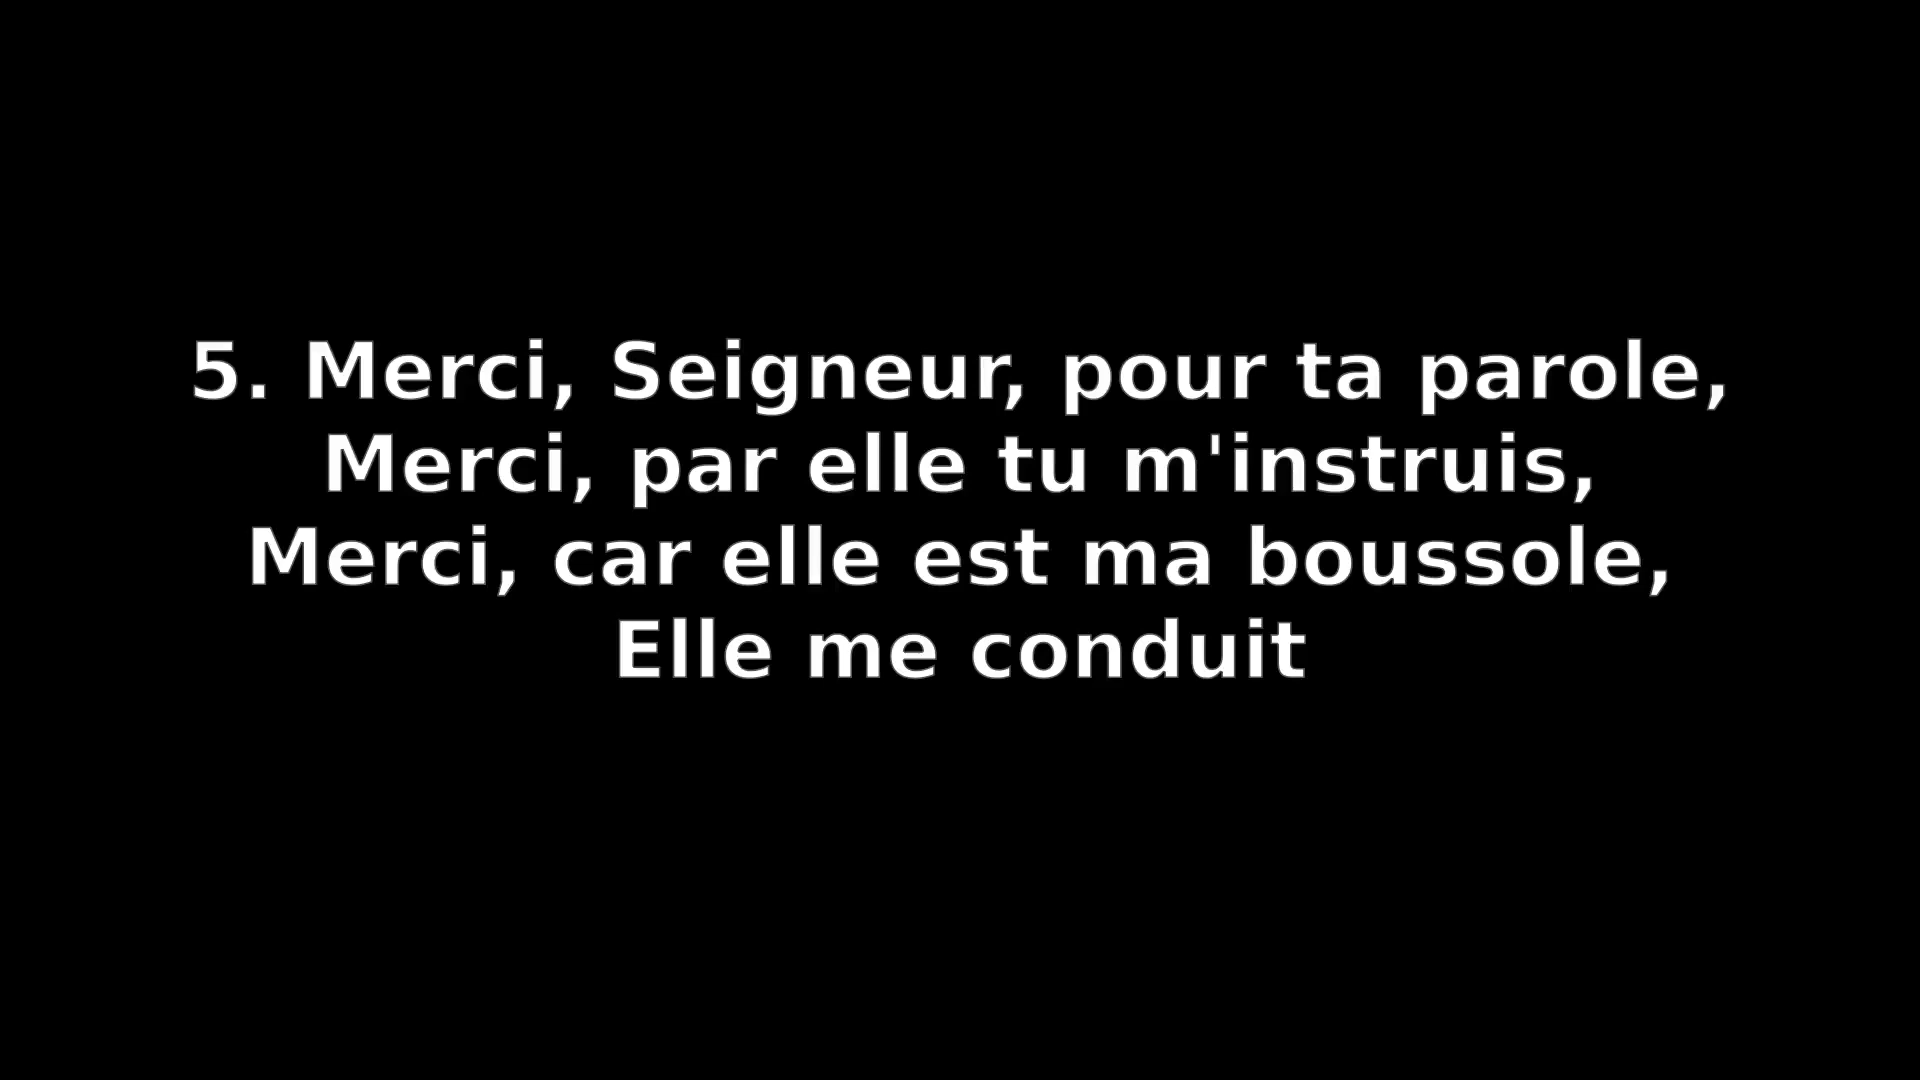 5. Merci, Seigneur, pour ta parole,
Merci, par elle tu m'instruis,
Merci, car elle est ma boussole,
Elle me conduit